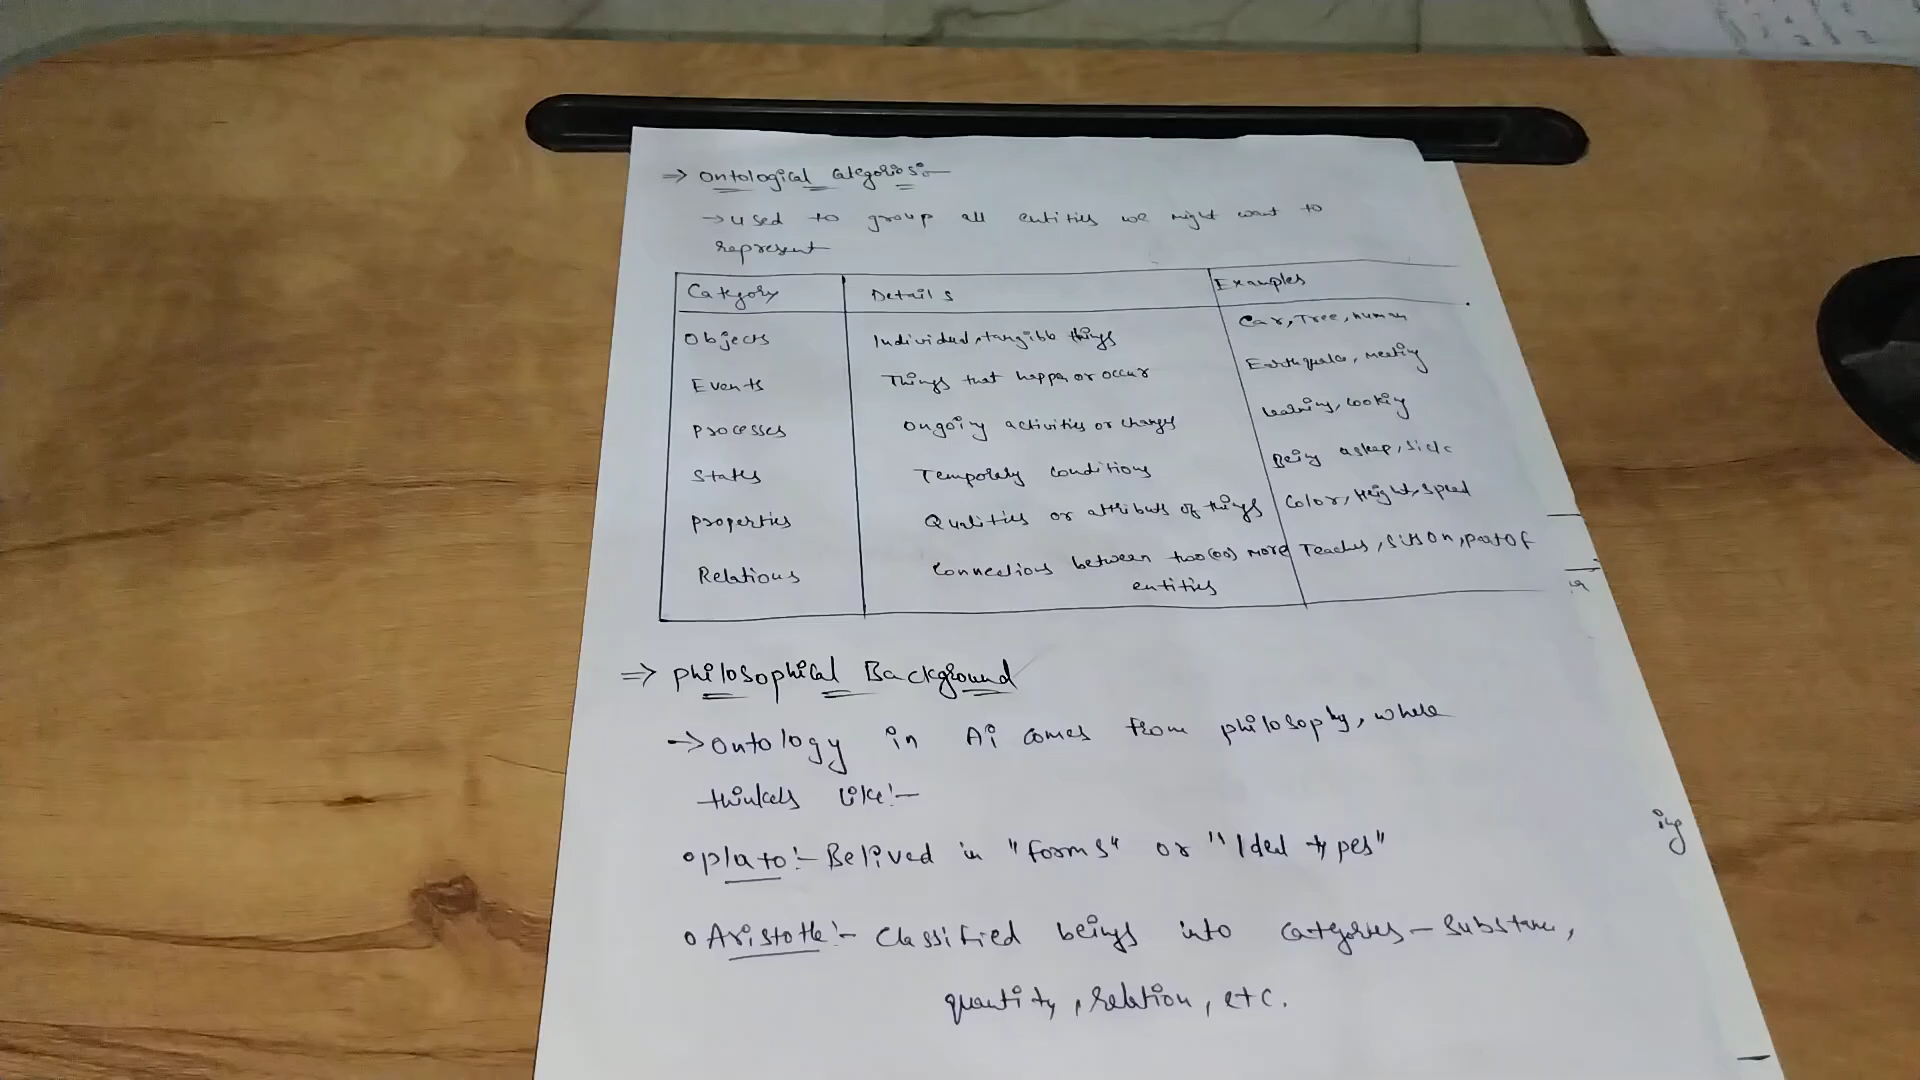 ⇒ Ontological Categories:-
→ used to group all entities we might want to
represent
Category Details Examples
Objects Individual, tangible things Car, Tree, human
Events Things that happen or occur Earthquake, meeting
Processes Ongoing activities or changes Learning, Cooking
States Temporary conditions Being asleep, Sick
Properties Qualities or attributes of things Color, Height, Speed
Relations Connections between two(or) more Teaches, SitsOn, partOf
entities
⇒ Philosophical Background
→ Ontology in Ai comes from philosophy, where
thinkers like:-
o Plato:- Belived in "forms" or "Ideal types"
o Aristotle:- Classified beings into categories - Substance,
quantity, relation, etc.
ing